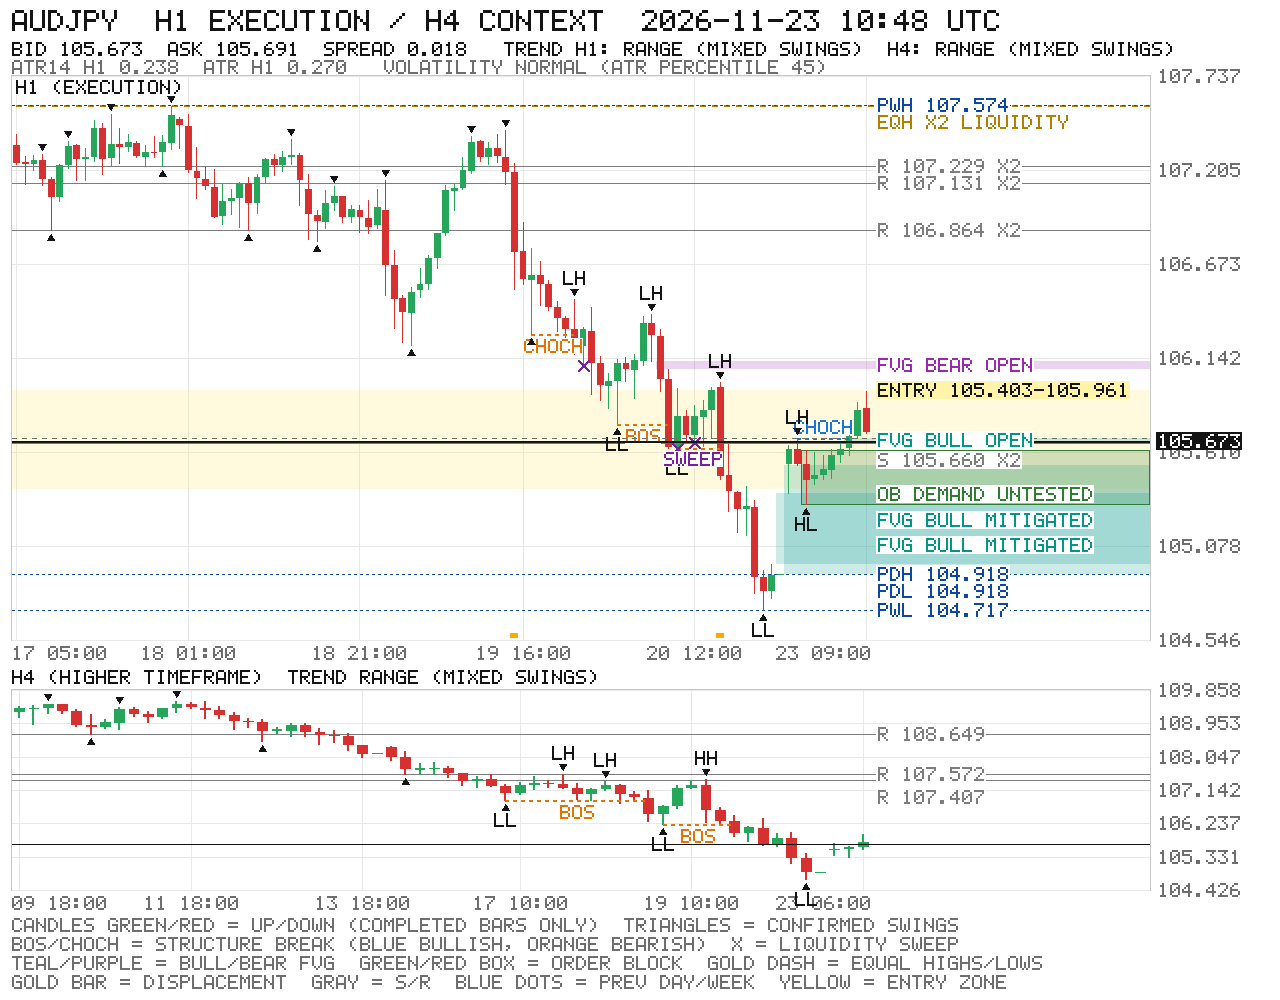 AUDJPY H1 EXECUTION / H4 CONTEXT 2026-11-23 10:48 UTC
BID 105.673 ASK 105.691 SPREAD 0.018 TREND H1: RANGE (MIXED SWINGS) H4: RANGE (MIXED SWINGS)
ATR14 H1 0.238 ATR H1 0.270 VOLATILITY NORMAL (ATR PERCENTILE 45)
H1 (EXECUTION)
107.737
PWH 107.574
EQH X2 LIQUIDITY
R 107.229 X2
107.205
R 107.131 X2
R 106.864 X2
106.673
LH
LH
CHOCH
106.142
LH
FVG BEAR OPEN
ENTRY 105.403-105.961
LH
CHOCH
BOS
LL
FVG BULL OPEN
105.673
105.610
SWEEP
LL
S 105.660 X2
OB DEMAND UNTESTED
HL
FVG BULL MITIGATED
FVG BULL MITIGATED
105.078
PDH 104.918
PDL 104.918
PWL 104.717
LL
104.546
17 05:00 18 01:00 18 21:00 19 16:00 20 12:00 23 09:00
H4 (HIGHER TIMEFRAME) TREND RANGE (MIXED SWINGS)
109.858
108.953
R 108.649
LH LH HH
108.047
R 107.572
107.142
R 107.407
BOS
LL
106.237
BOS
LL
105.331
104.426
LL
09 18:00 11 18:00 13 18:00 17 10:00 19 10:00 23 06:00
CANDLES GREEN/RED = UP/DOWN (COMPLETED BARS ONLY) TRIANGLES = CONFIRMED SWINGS
BOS/CHOCH = STRUCTURE BREAK (BLUE BULLISH, ORANGE BEARISH) X = LIQUIDITY SWEEP
TEAL/PURPLE = BULL/BEAR FVG GREEN/RED BOX = ORDER BLOCK GOLD DASH = EQUAL HIGHS/LOWS
GOLD BAR = DISPLACEMENT GRAY = S/R BLUE DOTS = PREV DAY/WEEK YELLOW = ENTRY ZONE